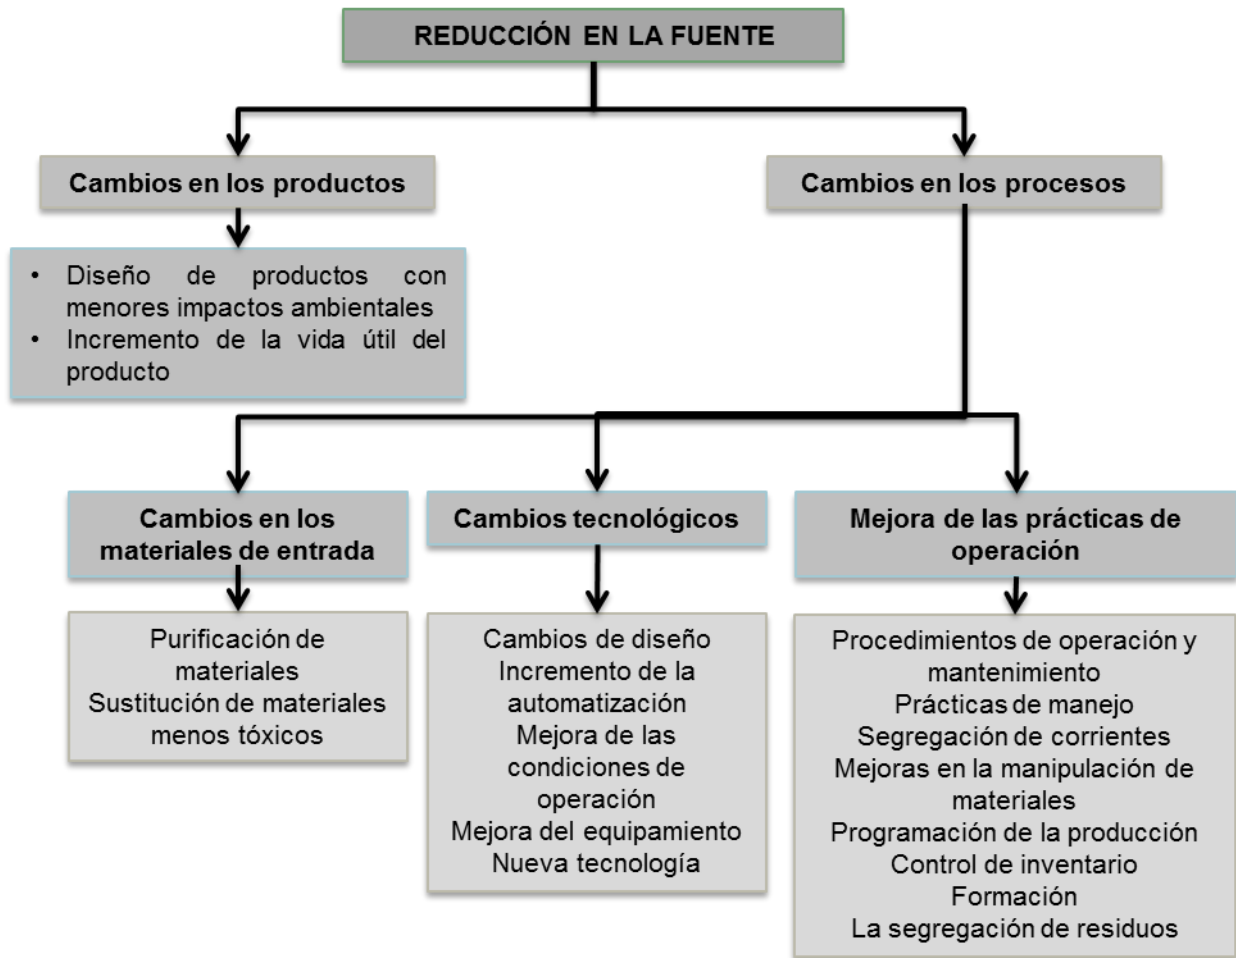 REDUCCIÓN EN LA FUENTE
Cambios en los productos
Cambios en los procesos
• Diseño de productos con
menores impactos ambientales
• Incremento de la vida útil del
producto
Cambios en los
materiales de entrada
Cambios tecnológicos
Mejora de las prácticas de
operación
Purificación de
materiales
Sustitución de materiales
menos tóxicos
Cambios de diseño
Incremento de la
automatización
Mejora de las
condiciones de
operación
Mejora del equipamiento
Nueva tecnología
Procedimientos de operación y
mantenimiento
Prácticas de manejo
Segregación de corrientes
Mejoras en la manipulación de
materiales
Programación de la producción
Control de inventario
Formación
La segregación de residuos